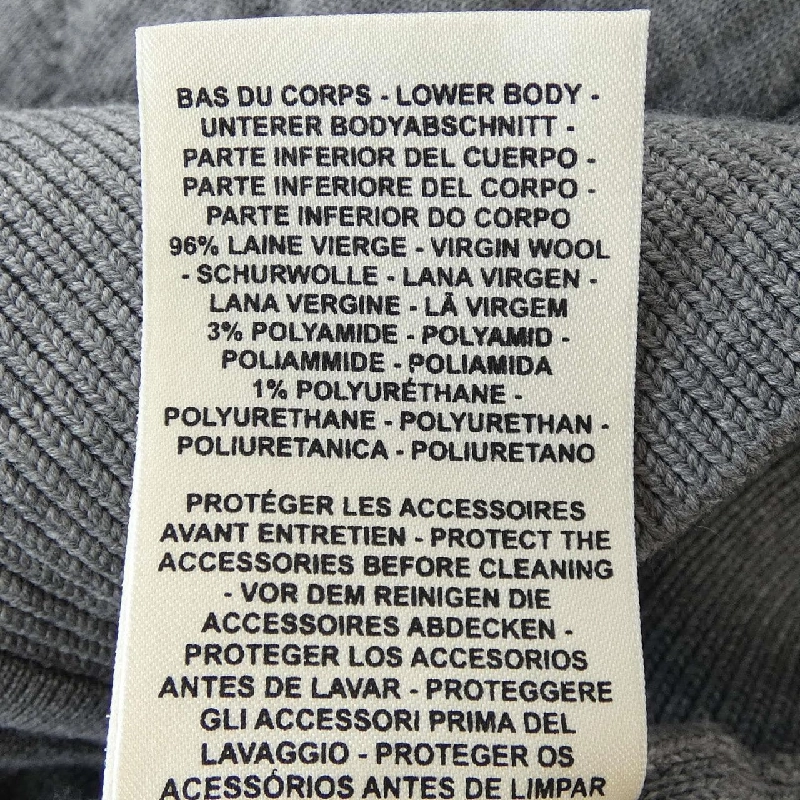 BAS DU CORPS - LOWER BODY -
UNTERER BODYABSCHNITT -
PARTE INFERIOR DEL CUERPO -
PARTE INFERIORE DEL CORPO -
PARTE INFERIOR DO CORPO
96% LAINE VIERGE - VIRGIN WOOL
- SCHURWOLLE - LANA VIRGEN -
LANA VERGINE - LÃ VIRGEM
3% POLYAMIDE - POLYAMID -
POLIAMMIDE - POLIAMIDA
1% POLYURÉTHANE -
POLYURETHANE - POLYURETHAN -
POLIURETANICA - POLIURETANO
PROTÉGER LES ACCESSOIRES
AVANT ENTRETIEN - PROTECT THE
ACCESSORIES BEFORE CLEANING
- VOR DEM REINIGEN DIE
ACCESSOIRES ABDECKEN -
PROTEGER LOS ACCESORIOS
ANTES DE LAVAR - PROTEGGERE
GLI ACCESSORI PRIMA DEL
LAVAGGIO - PROTEGER OS
ACESSÓRIOS ANTES DE LIMPAR